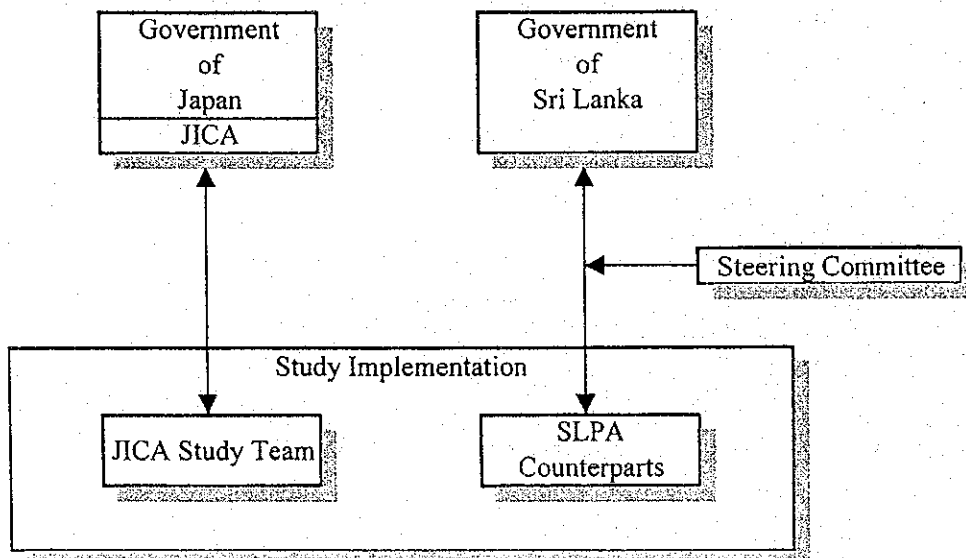 Government
of
Japan
JICA
Government
of
Sri Lanka
Steering Committee
Study Implementation
JICA Study Team
SLPA
Counterparts